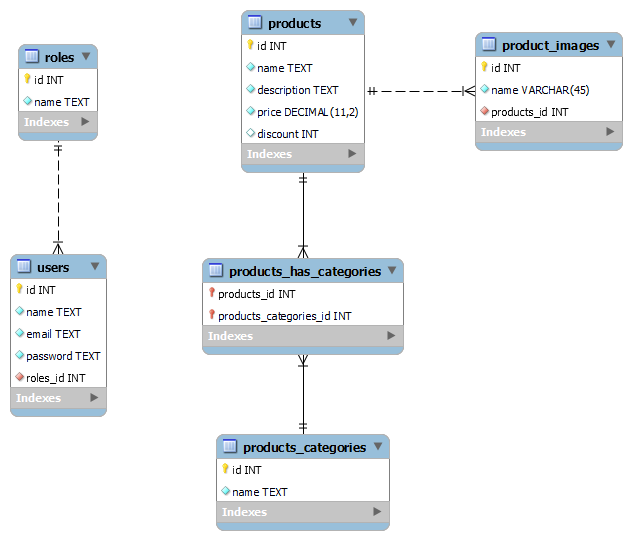 roles
id INT
name TEXT
Indexes
users
id INT
name TEXT
email TEXT
password TEXT
roles_id INT
Indexes
products
id INT
name TEXT
description TEXT
price DECIMAL(11,2)
discount INT
Indexes
product_images
id INT
name VARCHAR(45)
products_id INT
Indexes
products_has_categories
products_id INT
products_categories_id INT
Indexes
products_categories
id INT
name TEXT
Indexes